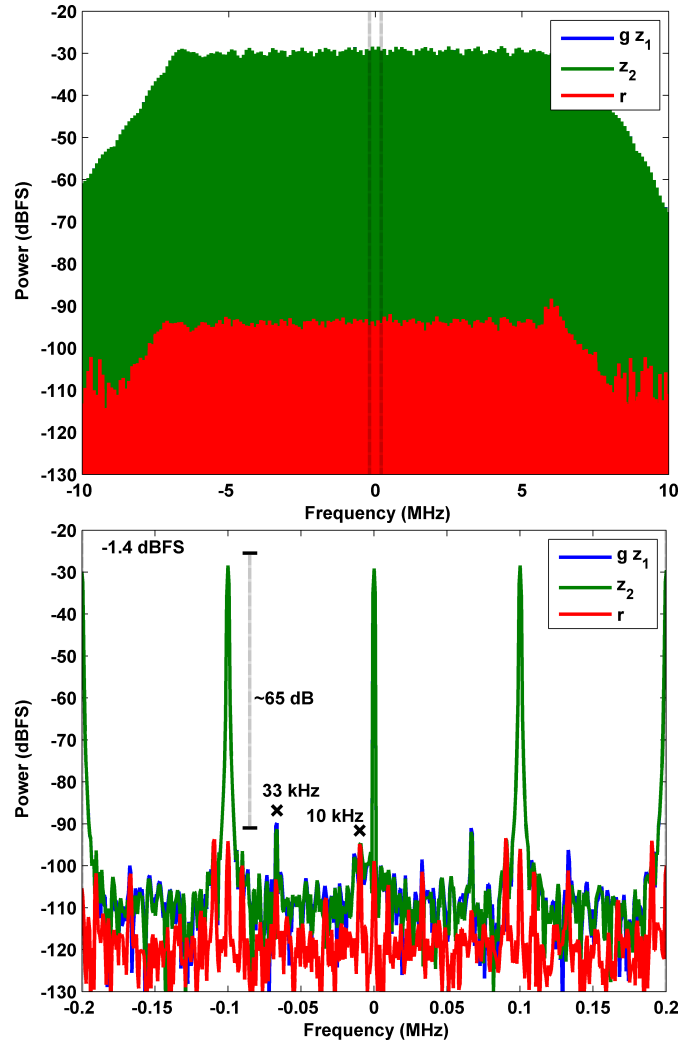 -20
-30
-40
-50
-60
-70
-80
-90
-100
-110
-120
-130
Power (dBFS)
g z1
z2
r
-10 -5 0 5 10
Frequency (MHz)
-20
-30
-40
-50
-60
-70
-80
-90
-100
-110
-120
-130
Power (dBFS)
-1.4 dBFS
g z1
z2
r
~65 dB
33 kHz
10 kHz
-0.2 -0.15 -0.1 -0.05 0 0.05 0.1 0.15 0.2
Frequency (MHz)